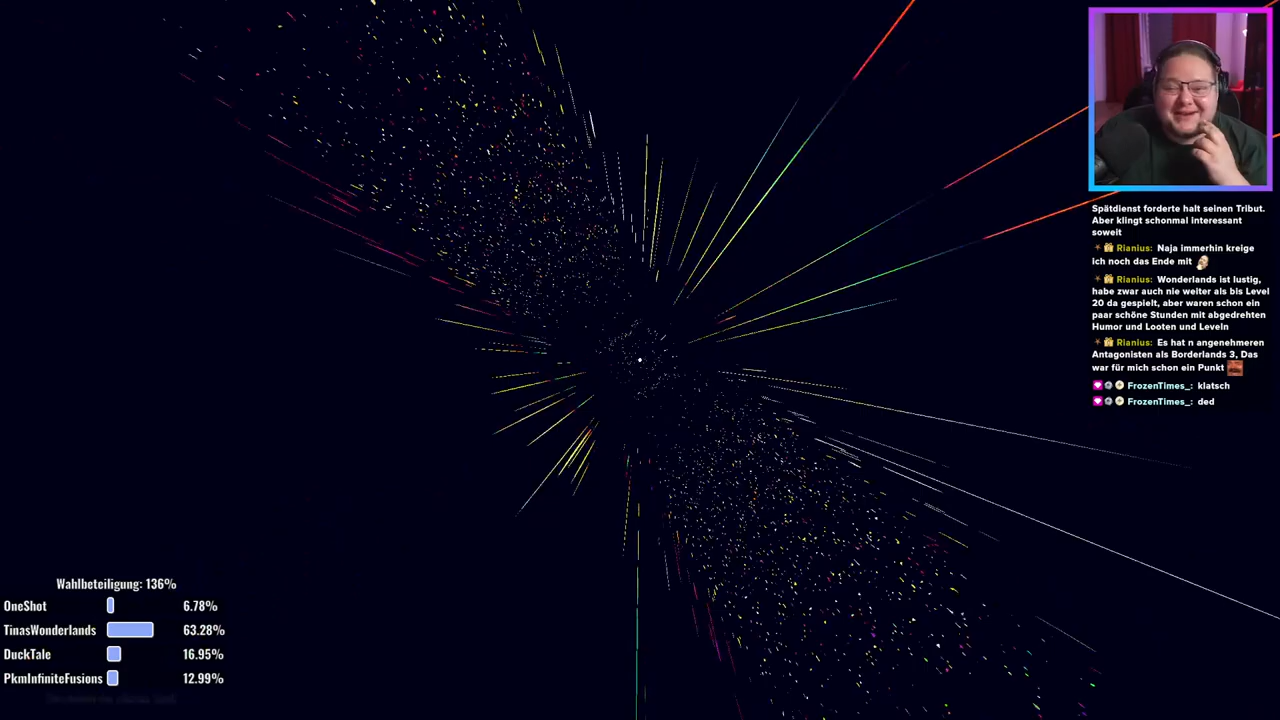 Spätdienst forderte halt seinen Tribut.
Aber klingt schonmal interessant
soweit
Rianius: Naja immerhin kreige
ich noch das Ende mit
Rianius: Wonderlands ist lustig,
habe zwar auch nie weiter als bis Level
20 da gespielt, aber waren schon ein
paar schöne Stunden mit abgedrehten
Humor und Looten und Leveln
Rianius: Es hat n angenehmeren
Antagonisten als Borderlands 3, Das
war für mich schon ein Punkt
FrozenTimes_: klatsch
FrozenTimes_: ded
Wahlbeteiligung: 136%
OneShot 6.78%
TinasWonderlands 63.28%
DuckTale 16.95%
PkmInfiniteFusions 12.99%